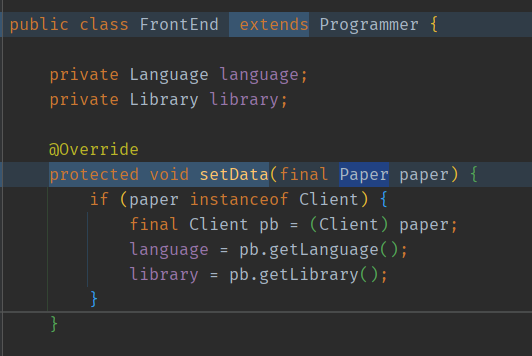 public class FrontEnd  extends Programmer {
private Language language;
private Library library;
@Override
protected void setData(final Paper paper) {
if (paper instanceof Client) {
final Client pb = (Client) paper;
language = pb.getLanguage();
library = pb.getLibrary();
}
}